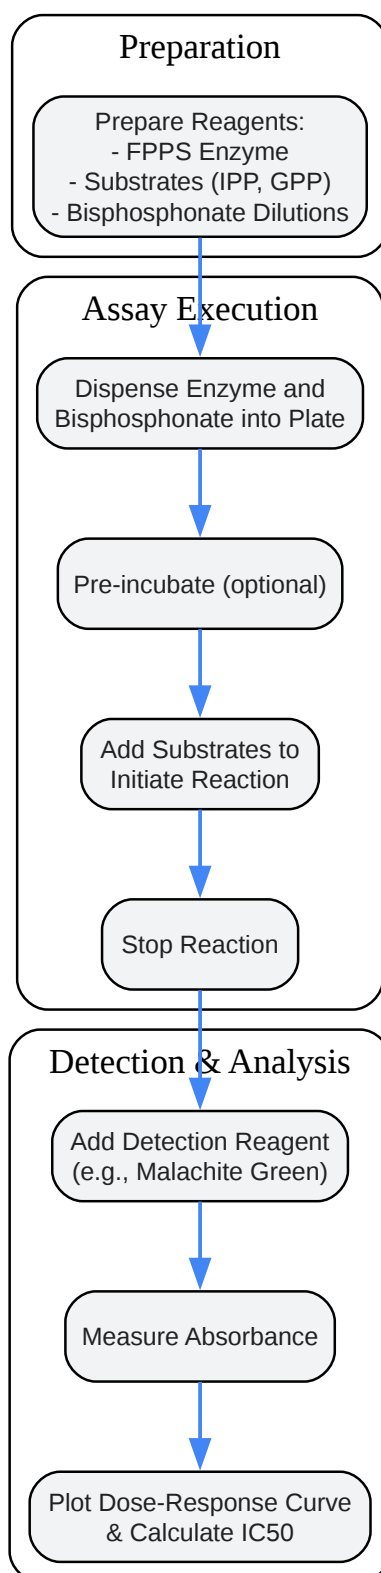 Preparation
Prepare Reagents:
- FPPS Enzyme
- Substrates (IPP, GPP)
- Bisphosphonate Dilutions
Assay Execution
Dispense Enzyme and
Bisphosphonate into Plate
Pre-incubate (optional)
Add Substrates to
Initiate Reaction
Stop Reaction
Detection & Analysis
Add Detection Reagent
(e.g., Malachite Green)
Measure Absorbance
Plot Dose-Response Curve
& Calculate IC50